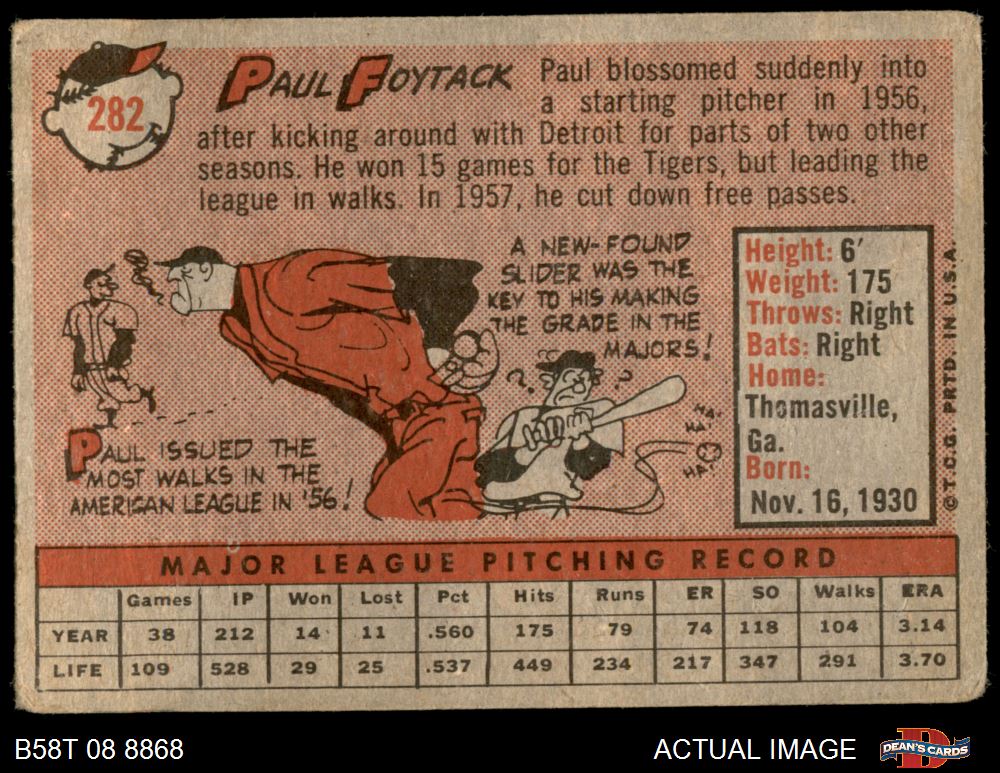 282
PAUL FOYTACK
Paul blossomed suddenly into
a starting pitcher in 1956,
after kicking around with Detroit for parts of two other
seasons. He won 15 games for the Tigers, but leading the
league in walks. In 1957, he cut down free passes.
A NEW-FOUND
SLIDER WAS THE
KEY TO HIS MAKING
THE GRADE IN THE
MAJORS!
? ?
HA.
HA.
HA.
PAUL ISSUED THE
MOST WALKS IN THE
AMERICAN LEAGUE IN '56!
Height: 6'
Weight: 175
Throws: Right
Bats: Right
Home:
Thomasville,
Ga.
Born:
Nov. 16, 1930
© T.C.G. PRTD. IN U.S.A.
MAJOR LEAGUE PITCHING RECORD
Games IP Won Lost Pct Hits Runs ER SO Walks ERA
YEAR 38 212 14 11 .560 175 79 74 118 104 3.14
LIFE 109 528 29 25 .537 449 234 217 347 291 3.70
B58T 08 8868
ACTUAL IMAGE
DEAN'S CARDS